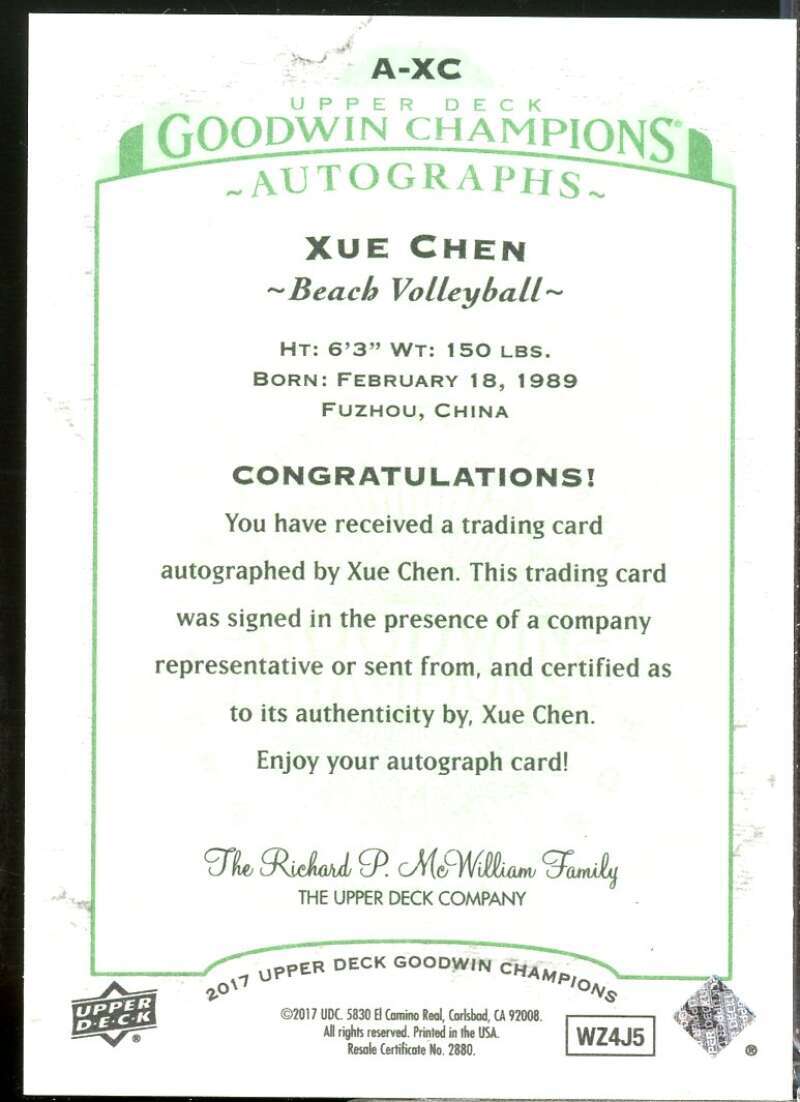 A-XC
UPPER DECK
GOODWIN CHAMPIONS®
~AUTOGRAPHS~
XUE CHEN
~Beach Volleyball~
HT: 6'3" WT: 150 LBS.
BORN: FEBRUARY 18, 1989
FUZHOU, CHINA
CONGRATULATIONS!
You have received a trading card
autographed by Xue Chen. This trading card
was signed in the presence of a company
representative or sent from, and certified as
to its authenticity by, Xue Chen.
Enjoy your autograph card!
The Richard P. McWilliam Family
THE UPPER DECK COMPANY
2017 UPPER DECK GOODWIN CHAMPIONS
UPPER
D·E·C·K
®
©2017 UDC. 5830 El Camino Real, Carlsbad, CA 92008.
All rights reserved. Printed in the USA.
Resale Certificate No. 2880.
WZ4J5
®